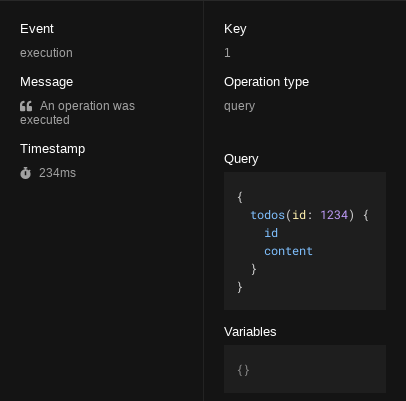 Event
execution
Message
An operation was
executed
Timestamp
234ms
Key
1
Operation type
query
Query
{
  todos(id: 1234) {
    id
    content
  }
}
Variables
{}